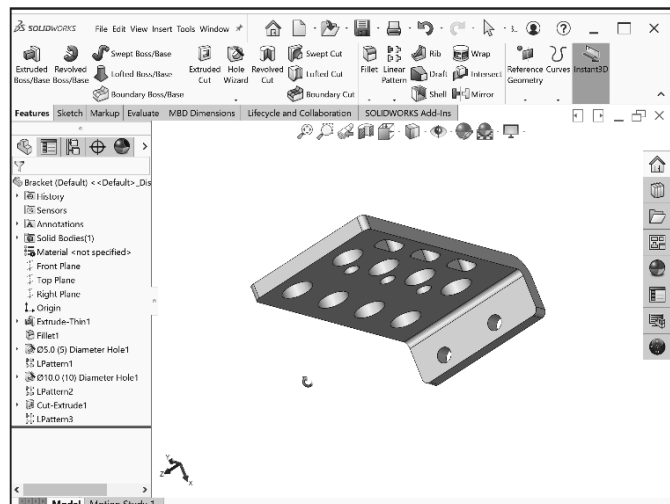 SOLIDWORKS File Edit View Insert Tools Window
Extruded Boss/Base Revolved Boss/Base Swept Boss/Base Lofted Boss/Base Boundary Boss/Base Extruded Cut Hole Wizard Revolved Cut Swept Cut Lofted Cut Boundary Cut Fillet Linear Pattern Rib Draft Shell Wrap Intersect Mirror Reference Geometry Curves Instant3D
Features Sketch Markup Evaluate MBD Dimensions Lifecycle and Collaboration SOLIDWORKS Add-Ins
Bracket (Default) <<Default>_Dis
History
Sensors
Annotations
Solid Bodies(1)
Material <not specified>
Front Plane
Top Plane
Right Plane
Origin
Extrude-Thin1
Fillet1
Ø5.0 (5) Diameter Hole1
LPattern1
Ø10.0 (10) Diameter Hole1
LPattern2
Cut-Extrude1
LPattern3
Model Motion Study 1